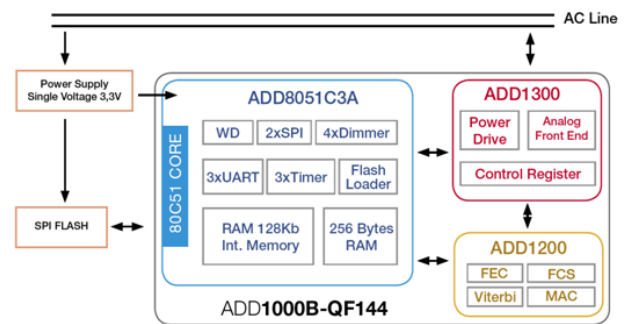 AC Line
Power Supply
Single Voltage 3,3V
SPI FLASH
ADD8051C3A
80C51 CORE
WD
2xSPI
4xDimmer
3xUART
3xTimer
Flash
Loader
RAM 128Kb
Int. Memory
256 Bytes
RAM
ADD1000B-QF144
ADD1300
Power
Drive
Analog
Front End
Control Register
ADD1200
FEC
FCS
Viterbi
MAC